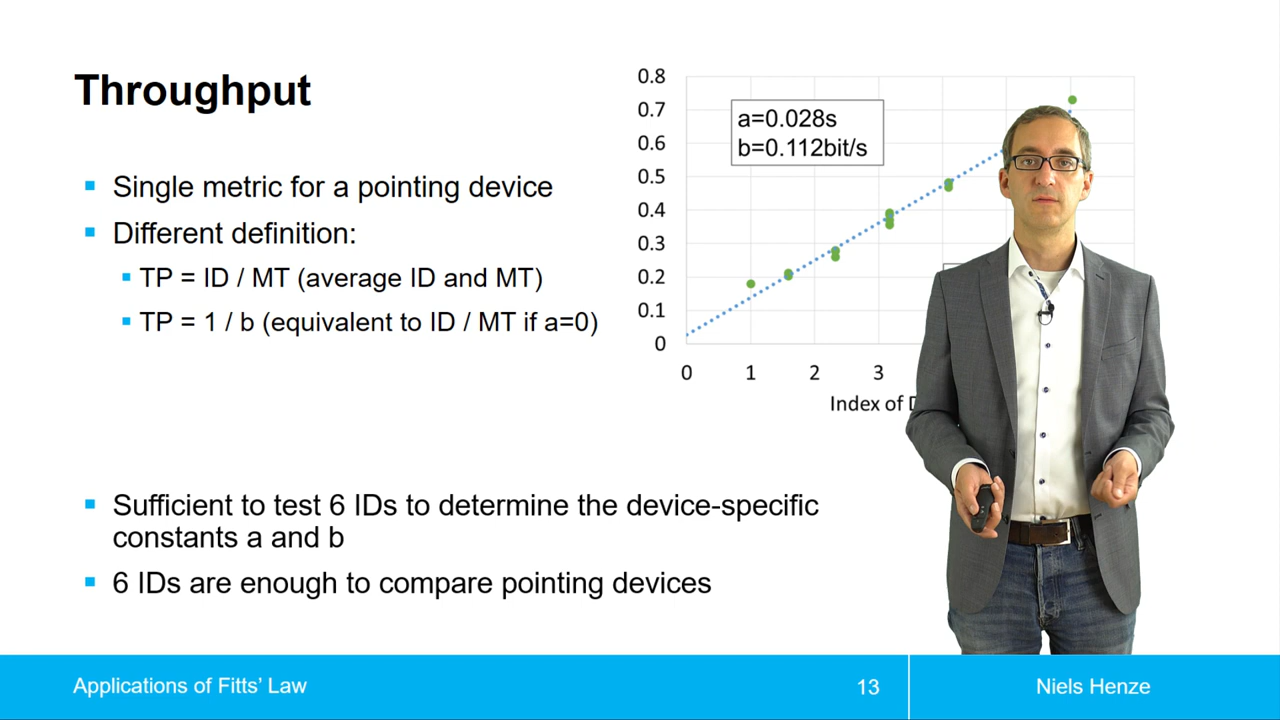 Throughput
Single metric for a pointing device
Different definition:
TP = ID / MT (average ID and MT)
TP = 1 / b (equivalent to ID / MT if a=0)
0.8
0.7
0.6
0.5
0.4
0.3
0.2
0.1
0
a=0.028s
b=0.112bit/s
0 1 2 3
Index of
Sufficient to test 6 IDs to determine the device-specific
constants a and b
6 IDs are enough to compare pointing devices
Applications of Fitts’ Law
13
Niels Henze